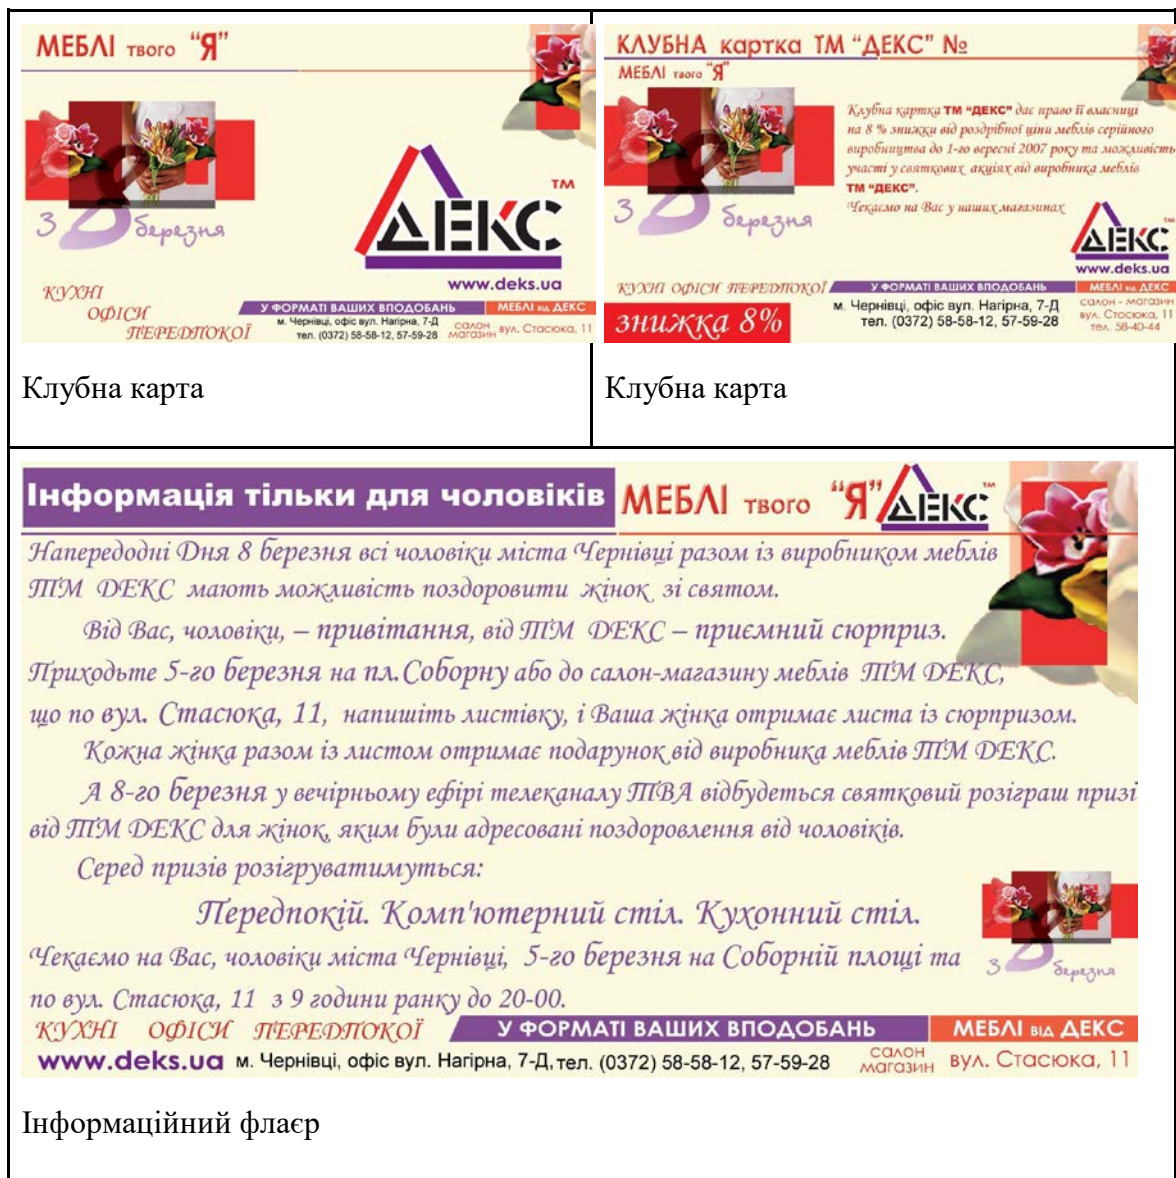 МЕБЛІ твого "Я"
З 8 березня
ДЕКС ТМ
www.deks.ua
КУХНІ
ОФІСИ
ПЕРЕДПОКОЇ
У ФОРМАТІ ВАШИХ ВПОДОБАНЬ МЕБЛІ від ДЕКС
м. Чернівці, офіс вул. Нагірна, 7-Д
тел. (0372) 58-58-12, 57-59-28
салон магазин вул. Стасюка, 11
Клубна карта
КЛУБНА картка ТМ "ДЕКС" №
МЕБЛІ твого "Я"
Клубна картка ТМ "ДЕКС" дає право її власниці
на 8 % знижки від роздрібної ціни меблів серійного
виробництва до 1-го вересні 2007 року та можливість
участі у святкових акціях від виробника меблів
ТМ "ДЕКС".
Чекаємо на Вас у наших магазинах
З 8 березня
ДЕКС ТМ
www.deks.ua
КУХНІ ОФІСИ ПЕРЕДПОКОЇ У ФОРМАТІ ВАШИХ ВПОДОБАНЬ МЕБЛІ від ДЕКС
знижка 8%
м. Чернівці, офіс вул. Нагірна, 7-Д
тел. (0372) 58-58-12, 57-59-28
салон - магазин
вул. Стосюка, 11
тел. 58-40-44
Клубна карта
Інформація тільки для чоловіків МЕБЛІ твого "Я" ДЕКС ТМ
Напередодні Дня 8 березня всі чоловіки міста Чернівці разом із виробником меблів
ТМ ДЕКС мають можливість поздоровити жінок зі святом.
Від Вас, чоловіки, – привітання, від ТМ ДЕКС – приємний сюрприз.
Приходьте 5-го березня на пл.Соборну або до салон-магазину меблів ТМ ДЕКС,
що по вул. Стасюка, 11, напишіть листівку, і Ваша жінка отримає листа із сюрпризом.
Кожна жінка разом із листом отримає подарунок від виробника меблів ТМ ДЕКС.
А 8-го березня у вечірньому ефірі телеканалу ТВА відбудеться святковий розіграш призі
від ТМ ДЕКС для жінок, яким були адресовані поздоровлення від чоловіків.
Серед призів розігруватимуться:
Передпокій. Комп'ютерний стіл. Кухонний стіл.
Чекаємо на Вас, чоловіки міста Чернівці, 5-го березня на Соборній площі та
по вул. Стасюка, 11 з 9 години ранку до 20-00.
З 8 березня
КУХНІ ОФІСИ ПЕРЕДПОКОЇ У ФОРМАТІ ВАШИХ ВПОДОБАНЬ МЕБЛІ від ДЕКС
www.deks.ua м. Чернівці, офіс вул. Нагірна, 7-Д, тел. (0372) 58-58-12, 57-59-28 салон магазин вул. Стасюка, 11
Інформаційний флаєр